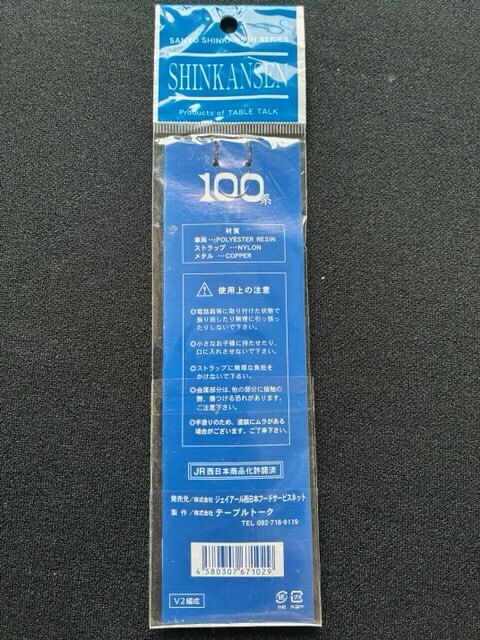 SANYO SHINKANSEN SERIES
SHINKANSEN
Products of TABLE TALK
100系
材質
車両…POLYESTER RESIN
ストラップ…NYLON
メタル…COPPER
使用上の注意
電話器等に取り付けた状態で
振り回したり無理に引っ張っ
たりしないで下さい。
小さなお子様に持たせたり、
口に入れさせないで下さい。
ストラップに無理な負担を
かけないで下さい。
金属部分は、他の部分に接触の
際、傷つける恐れがあります。
ご注意下さい。
手塗りのため、塗装にムラがある
場合がございます。ご了承下さい。
JR西日本商品化許諾済
発売元/株式会社 ジェイアール西日本フードサービスネット
製作/株式会社 テーブルトーク
TEL 092-716-9119
4 580307 671029
V2編成
紙
プラ
台紙
外袋PP